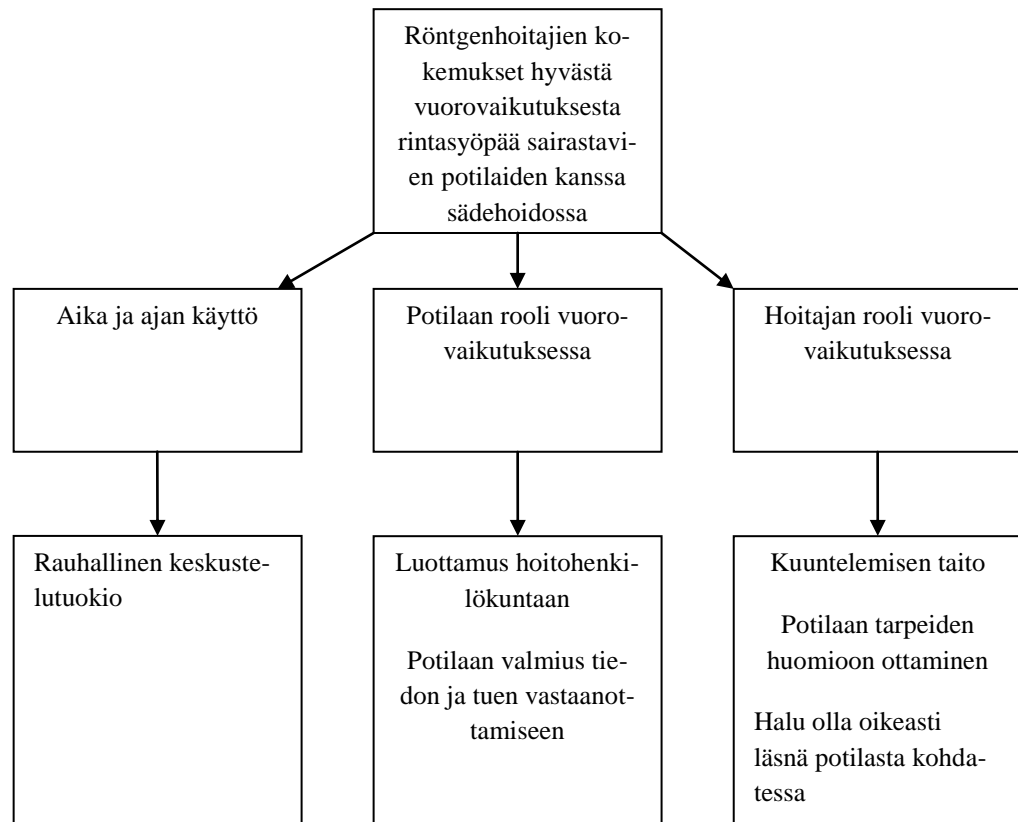 Röntgenhoitajien ko-
kemukset hyvästä
vuorovaikutuksesta
rintasyöpää sairastavi-
en potilaiden kanssa
sädehoidossa
Aika ja ajan käyttö
Potilaan rooli vuoro-
vaikutuksessa
Hoitajan rooli vuoro-
vaikutuksessa
Rauhallinen keskuste-
lutuokio
Luottamus hoitohenki-
lökuntaan
Potilaan valmius tie-
don ja tuen vastaanot-
tamiseen
Kuuntelemisen taito
Potilaan tarpeiden
huomioon ottaminen
Halu olla oikeasti
läsnä potilasta kohda-
tessa